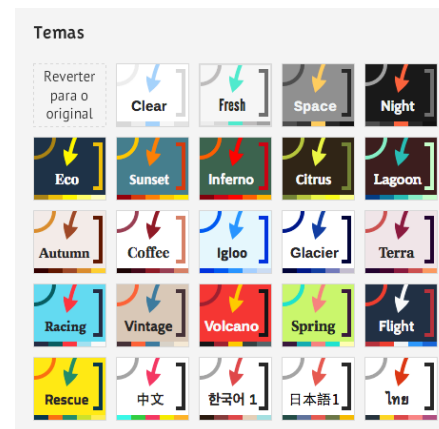 Temas
Reverter
para o
original
Clear
Fresh
Space
Night
Eco
Sunset
Inferno
Citrus
Lagoon
Autumn
Coffee
Igloo
Glacier
Terra
Racing
Vintage
Volcano
Spring
Flight
Rescue
中文
한국어 1
日本語1
ไทย